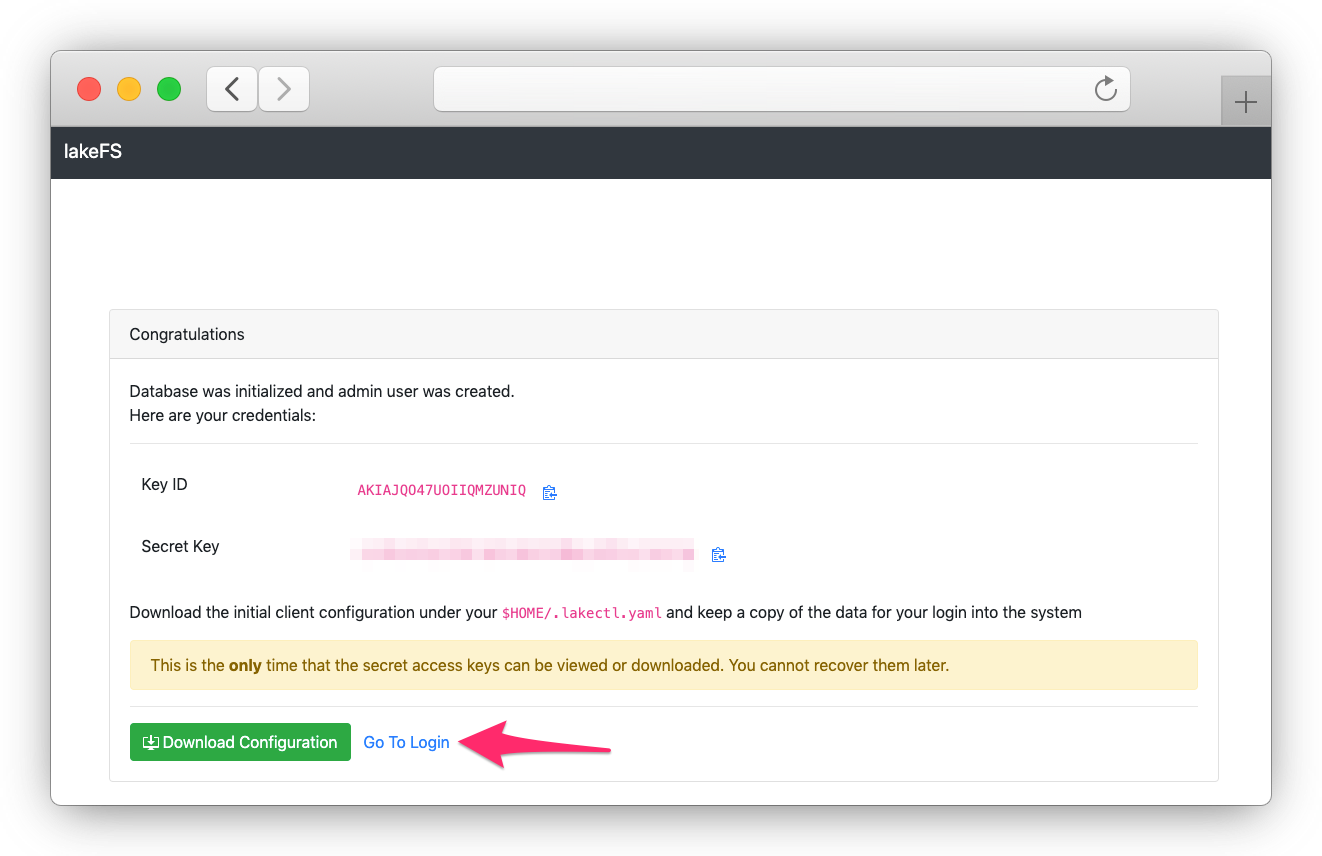 lakeFS
Congratulations
Database was initialized and admin user was created.
Here are your credentials:
Key ID AKIAJQO47UOIIQMZUNIQ
Secret Key
Download the initial client configuration under your $HOME/.lakectl.yaml and keep a copy of the data for your login into the system
This is the only time that the secret access keys can be viewed or downloaded. You cannot recover them later.
Download Configuration Go To Login